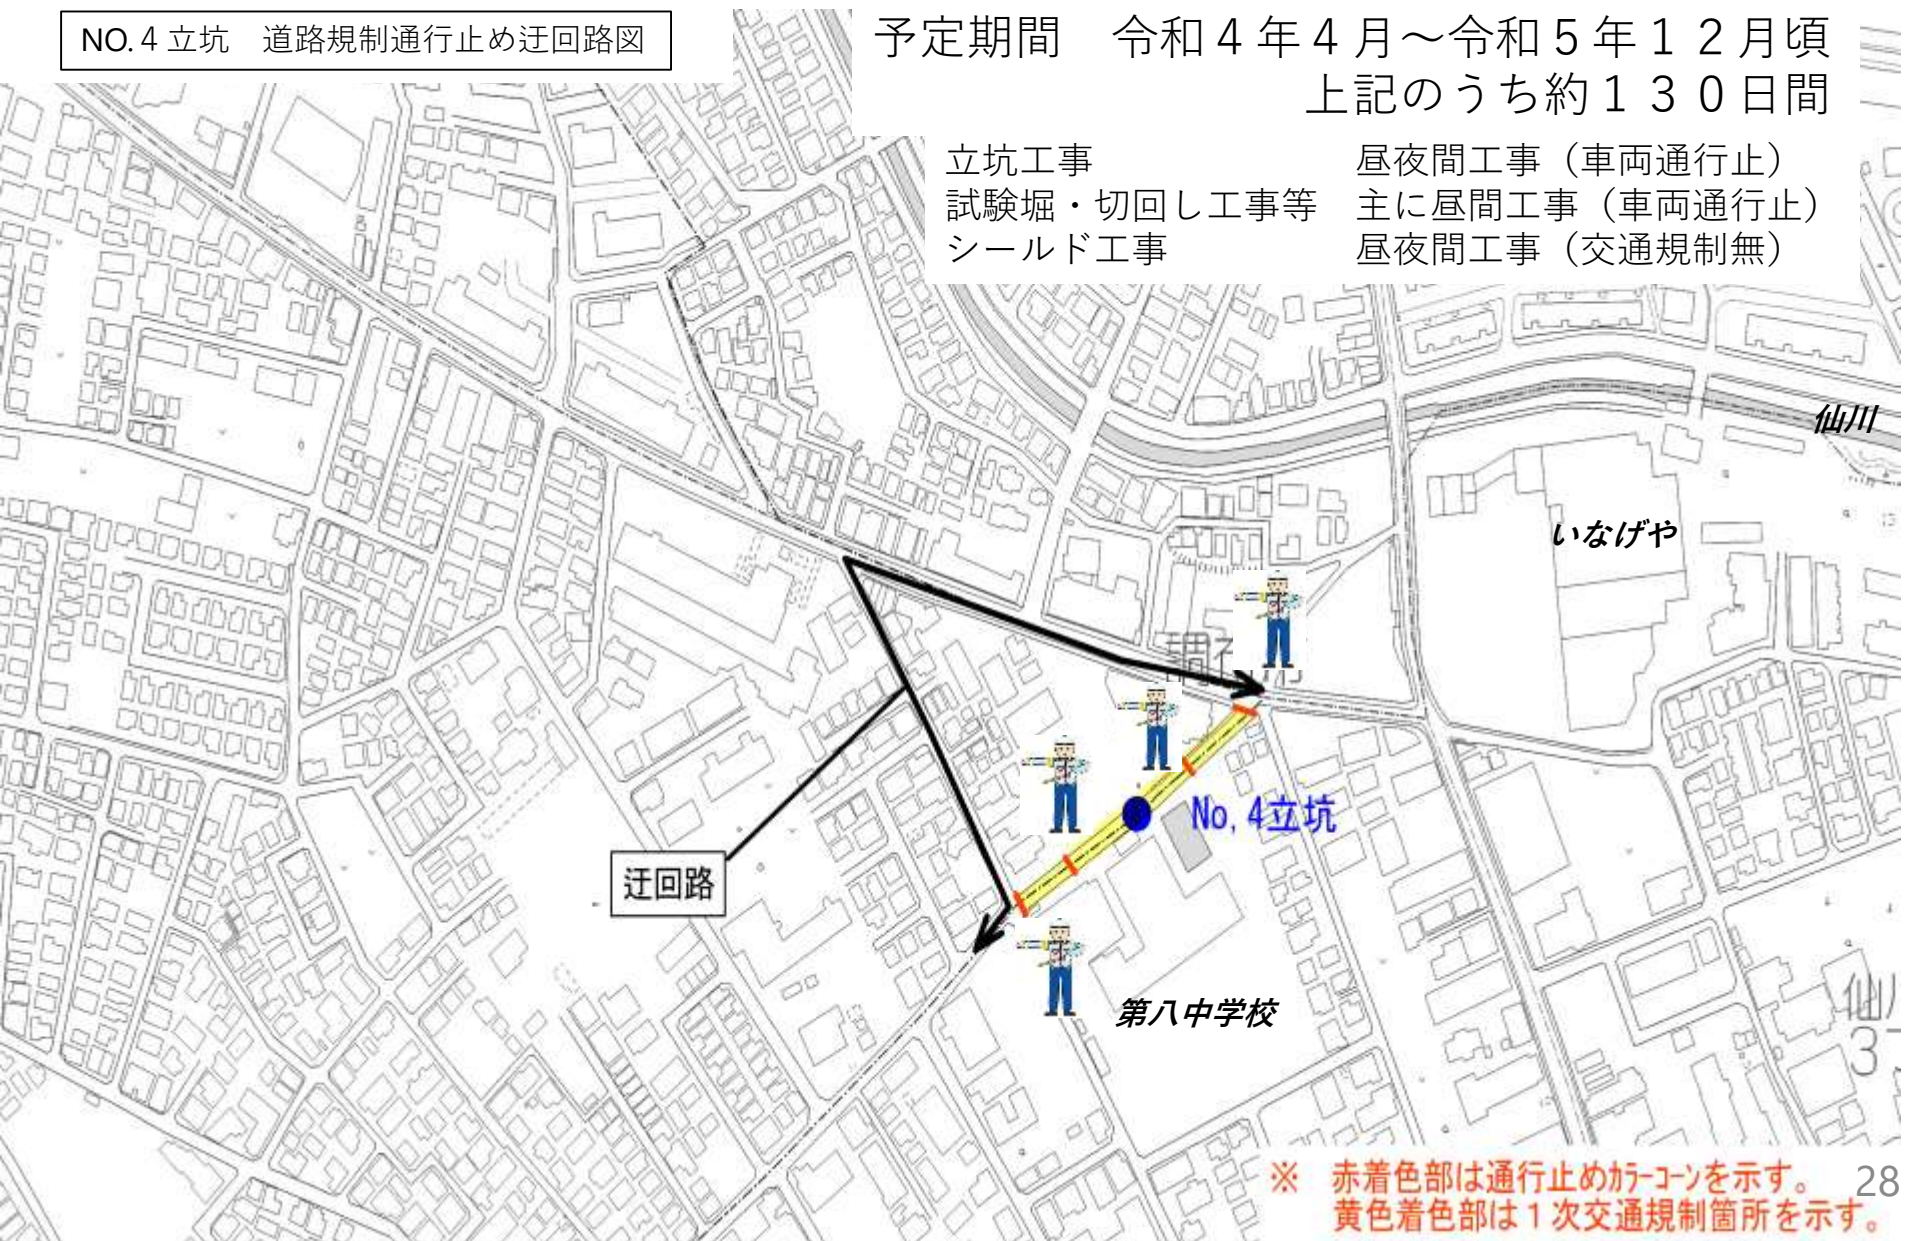 NO.４立坑　道路規制通行止め迂回路図
予定期間　令和４年４月～令和５年１２月頃
上記のうち約１３０日間
立坑工事　昼夜間工事（車両通行止）
試験堀・切回し工事等　主に昼間工事（車両通行止）
シールド工事　昼夜間工事（交通規制無）
仙川
いなげや
No, 4立坑
迂回路
第八中学校
仙川
3
※　赤着色部は通行止めｶﾗｰｺｰﾝを示す。
黄色着色部は１次交通規制箇所を示す。
28